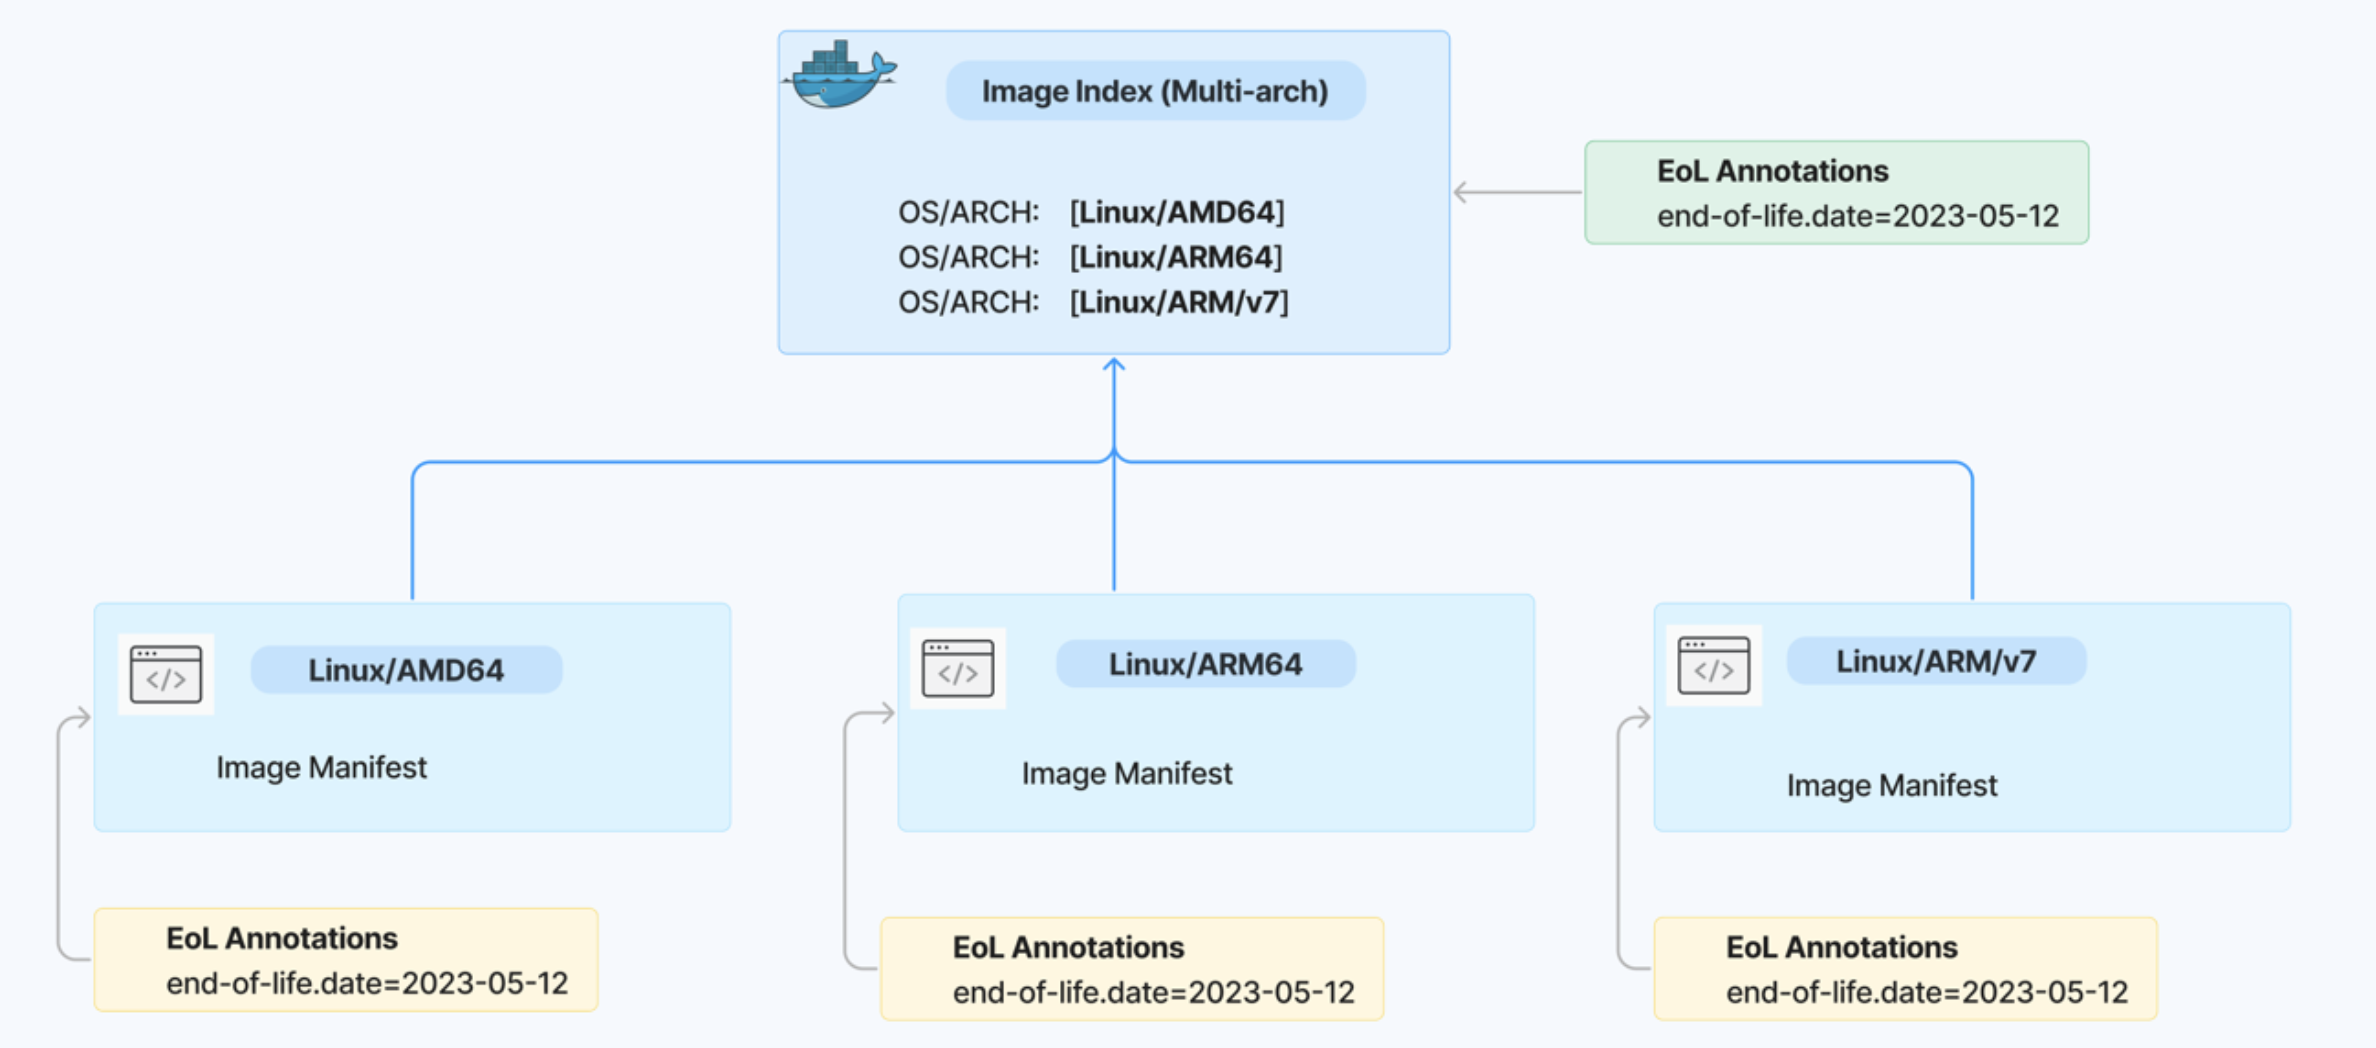 Image Index (Multi-arch)
OS/ARCH: [Linux/AMD64]
OS/ARCH: [Linux/ARM64]
OS/ARCH: [Linux/ARM/v7]
EoL Annotations
end-of-life.date=2023-05-12
</>
Linux/AMD64
Image Manifest
</>
Linux/ARM64
Image Manifest
</>
Linux/ARM/v7
Image Manifest
EoL Annotations
end-of-life.date=2023-05-12
EoL Annotations
end-of-life.date=2023-05-12
EoL Annotations
end-of-life.date=2023-05-12